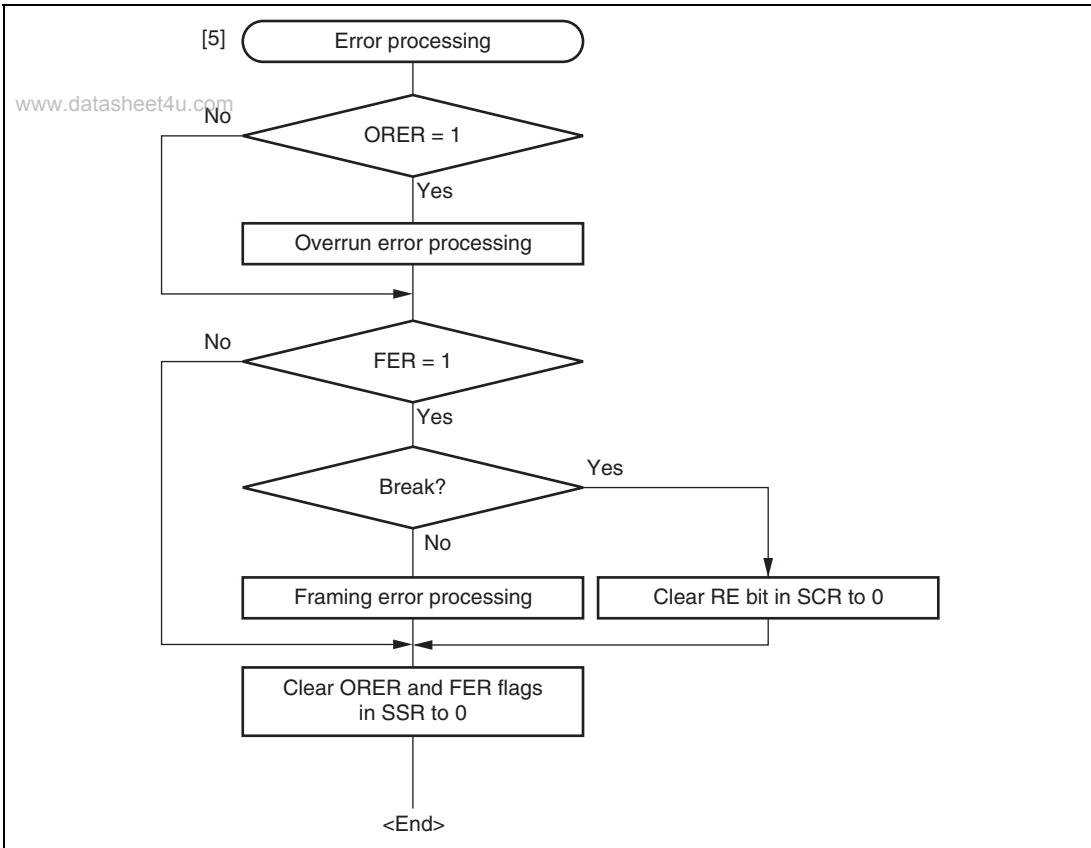 [5]
Error processing
www.datasheet4u.com
No
ORER = 1
Yes
Overrun error processing
No
FER = 1
Yes
Break?
Yes
No
Framing error processing
Clear RE bit in SCR to 0
Clear ORER and FER flags
in SSR to 0
<End>